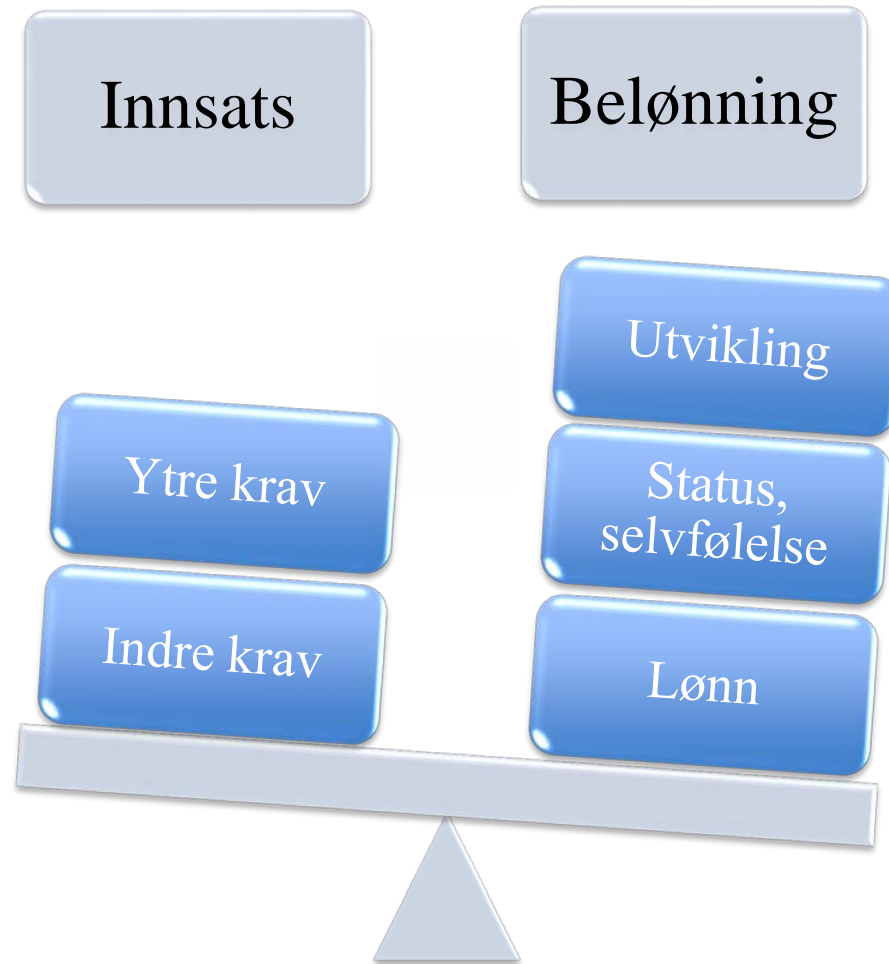 Innsats
Belønning
Utvikling
Ytre krav
Status,
selvfølelse
Indre krav
Lønn